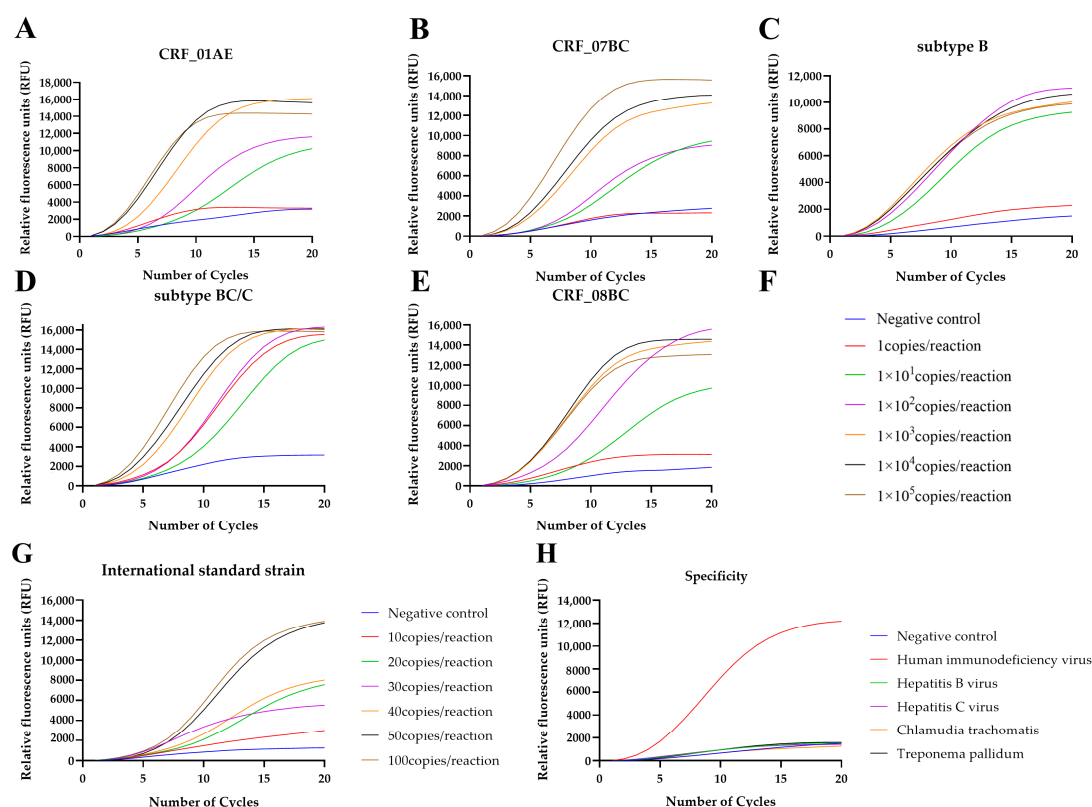 A
CRF_01AE
Relative fluorescence units (RFU)
16,000
18,000
14,000
12,000
10,000
8000
6000
4000
2000
0
0
5
10
15
20
Number of Cycles
B
CRF_07BC
Relative fluorescence units (RFU)
16,000
14,000
12,000
10,000
8000
6000
4000
2000
0
0
5
10
15
20
Number of Cycles
C
subtype B
Relative fluorescence units (RFU)
12,000
10,000
8000
6000
4000
2000
0
0
5
10
15
20
Number of Cycles
D
subtype BC/C
Relative fluorescence units (RFU)
16,000
14,000
12,000
10,000
8000
6000
4000
2000
0
0
5
10
15
20
Number of Cycles
E
CRF_08BC
Relative fluorescence units (RFU)
16,000
14,000
12,000
10,000
8000
6000
4000
2000
0
0
5
10
15
20
Number of Cycles
F
Negative control
1copies/reaction
1×10¹copies/reaction
1×10²copies/reaction
1×10³copies/reaction
1×10⁴copies/reaction
1×10⁵copies/reaction
G
International standard strain
Relative fluorescence units (RFU)
16,000
14,000
12,000
10,000
8000
6000
4000
2000
0
0
5
10
15
20
Number of Cycles
Negative control
10copies/reaction
20copies/reaction
30copies/reaction
40copies/reaction
50copies/reaction
100copies/reaction
H
Specificity
Relative fluorescence units (RFU)
14,000
12,000
10,000
8000
6000
4000
2000
0
0
5
10
15
20
Number of Cycles
Negative control
Human immunodeficiency virus
Hepatitis B virus
Hepatitis C virus
Chlamudia trachomatis
Treponema pallidum